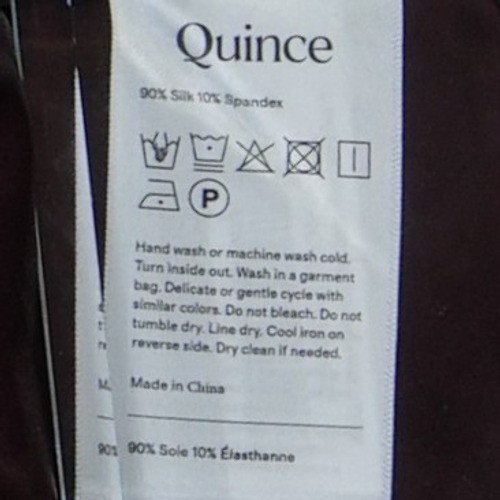 Quince
90% Silk 10% Spandex
P
Hand wash or machine wash cold.
Turn inside out. Wash in a garment
bag. Delicate or gentle cycle with
similar colors. Do not bleach. Do not
tumble dry. Line dry. Cool iron on
reverse side. Dry clean if needed.
Made in China
90% Soie 10% Élasthanne